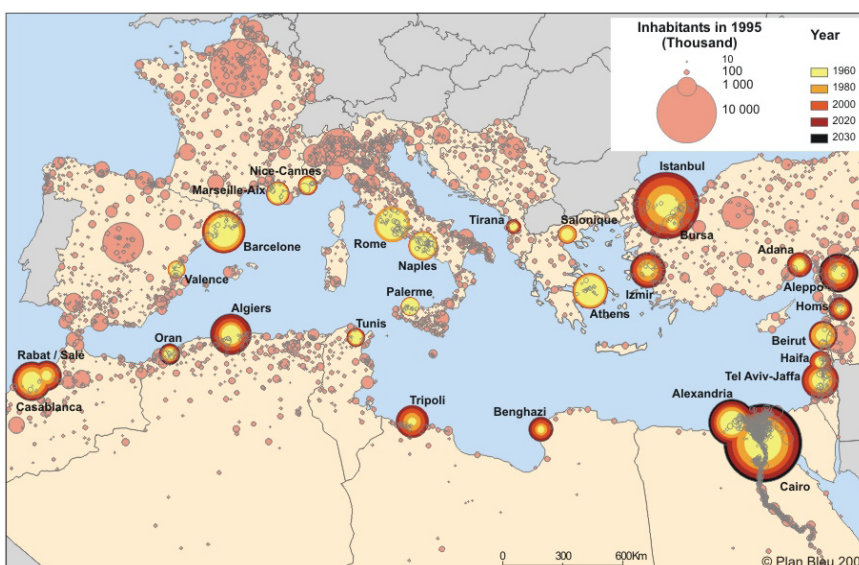 Inhabitants in 1995
(Thousand)
10
100
1 000
10 000
Year
1960
1980
2000
2020
2030
Istanbul
Nice-Cannes
Marseille-Aix
Tirana
Salonique
Bursa
Rome
Barcelone
Adana
Naples
Aleppo
Valence
Izmir
Palerme
Homs
Algiers
Athens
Tunis
Beirut
Oran
Rabat / Salé
Haifa
Tel Aviv-Jaffa
Casablanca
Tripoli
Benghazi
Alexandria
Cairo
0 300 600Km
© Plan Bleu 200